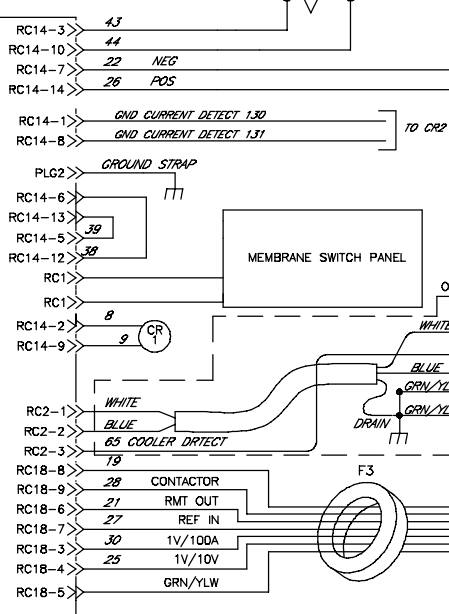 RC14-3 43
RC14-10 44
RC14-7 22 NEG
RC14-14 26 POS
RC14-1 GND CURRENT DETECT 130
RC14-8 GND CURRENT DETECT 131
TO CR2
PLG2 GROUND STRAP
RC14-6
RC14-13
RC14-5 39
RC14-12 38
RC1
MEMBRANE SWITCH PANEL
RC1
RC14-2 8
RC14-9 9
CR
1
WHITE
BLUE
GRN/YL
GRN/YL
DRAIN
RC2-1 WHITE
RC2-2 BLUE
RC2-3 65 COOLER DRTECT
RC18-8 19
RC18-9 28 CONTACTOR
RC18-6 21 RMT OUT
RC18-7 27 REF IN
RC18-3 30 1V/100A
RC18-4 25 1V/10V
RC18-5 GRN/YLW
F3